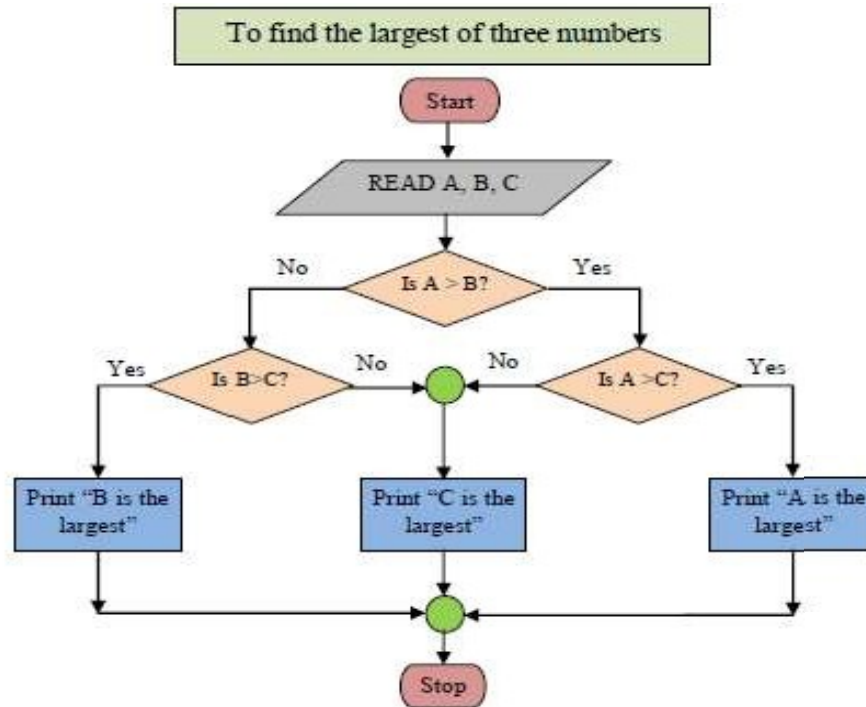 To find the largest of three numbers
Start
READ A, B, C
No
Is A > B?
Yes
Yes
Is B>C?
No
No
Is A >C?
Yes
Print “B is the
largest”
Print “C is the
largest”
Print “A is the
largest”
Stop